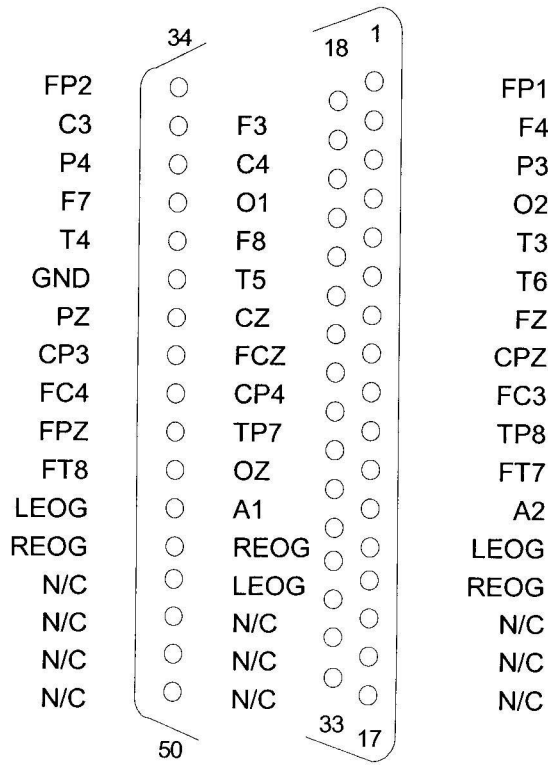 34 18 1
FP2 FP1
C3 F3 F4
P4 C4 P3
F7 O1 O2
T4 F8 T3
GND T5 T6
PZ CZ FZ
CP3 FCZ CPZ
FC4 CP4 FC3
FPZ TP7 TP8
FT8 OZ FT7
LEOG A1 A2
REOG REOG LEOG
N/C LEOG REOG
N/C N/C N/C
N/C N/C N/C
N/C N/C N/C
50 33 17